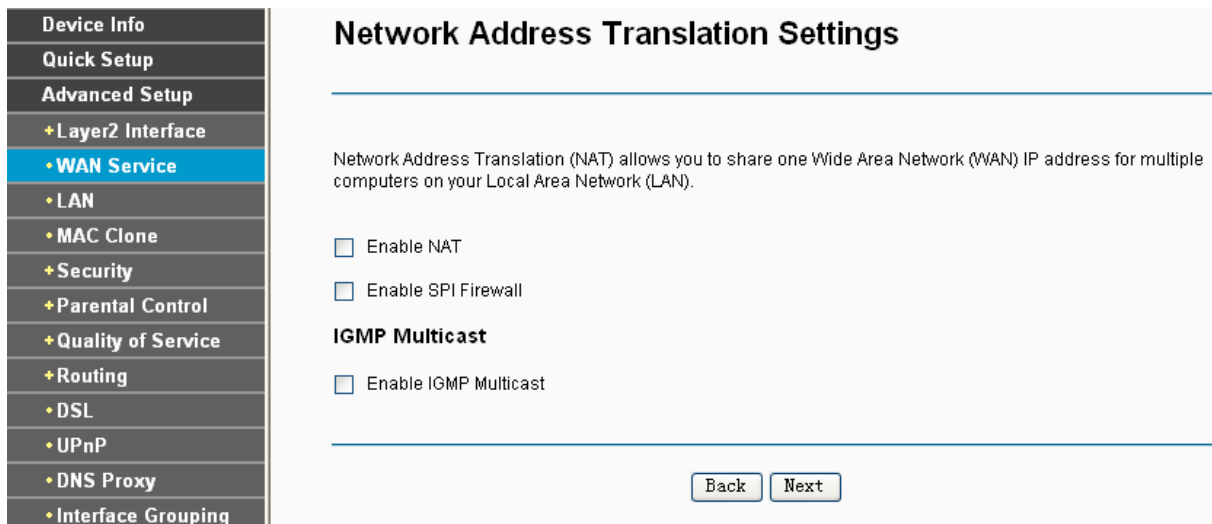 Device Info
Quick Setup
Advanced Setup
+Layer2 Interface
•WAN Service
•LAN
•MAC Clone
+Security
+Parental Control
+Quality of Service
+Routing
•DSL
•UPnP
•DNS Proxy
•Interface Grouping
Network Address Translation Settings
Network Address Translation (NAT) allows you to share one Wide Area Network (WAN) IP address for multiple
computers on your Local Area Network (LAN).
Enable NAT
Enable SPI Firewall
IGMP Multicast
Enable IGMP Multicast
Back Next